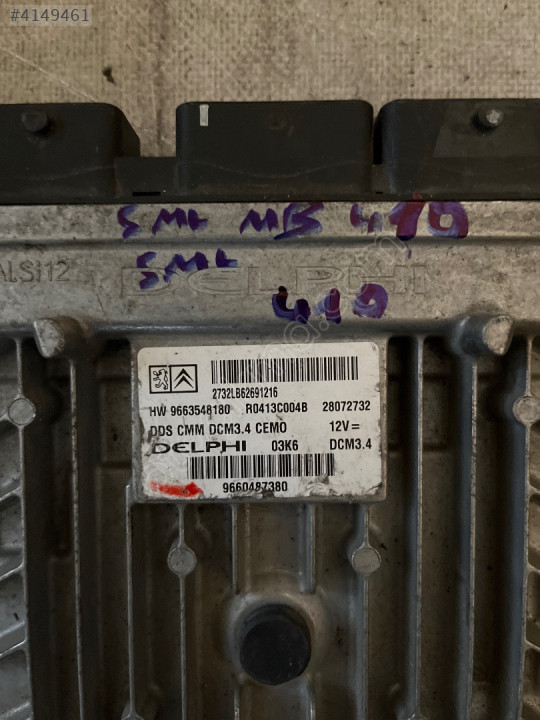 #4149461
SML MB 410
SML
410
ALSi12
DELPHI
2732LB62691216
HW 9663548180 R0413C004B 28072732
DDS CMM DCM3.4 CEMO 12V=
DELPHI 03K6 DCM3.4
9660487380